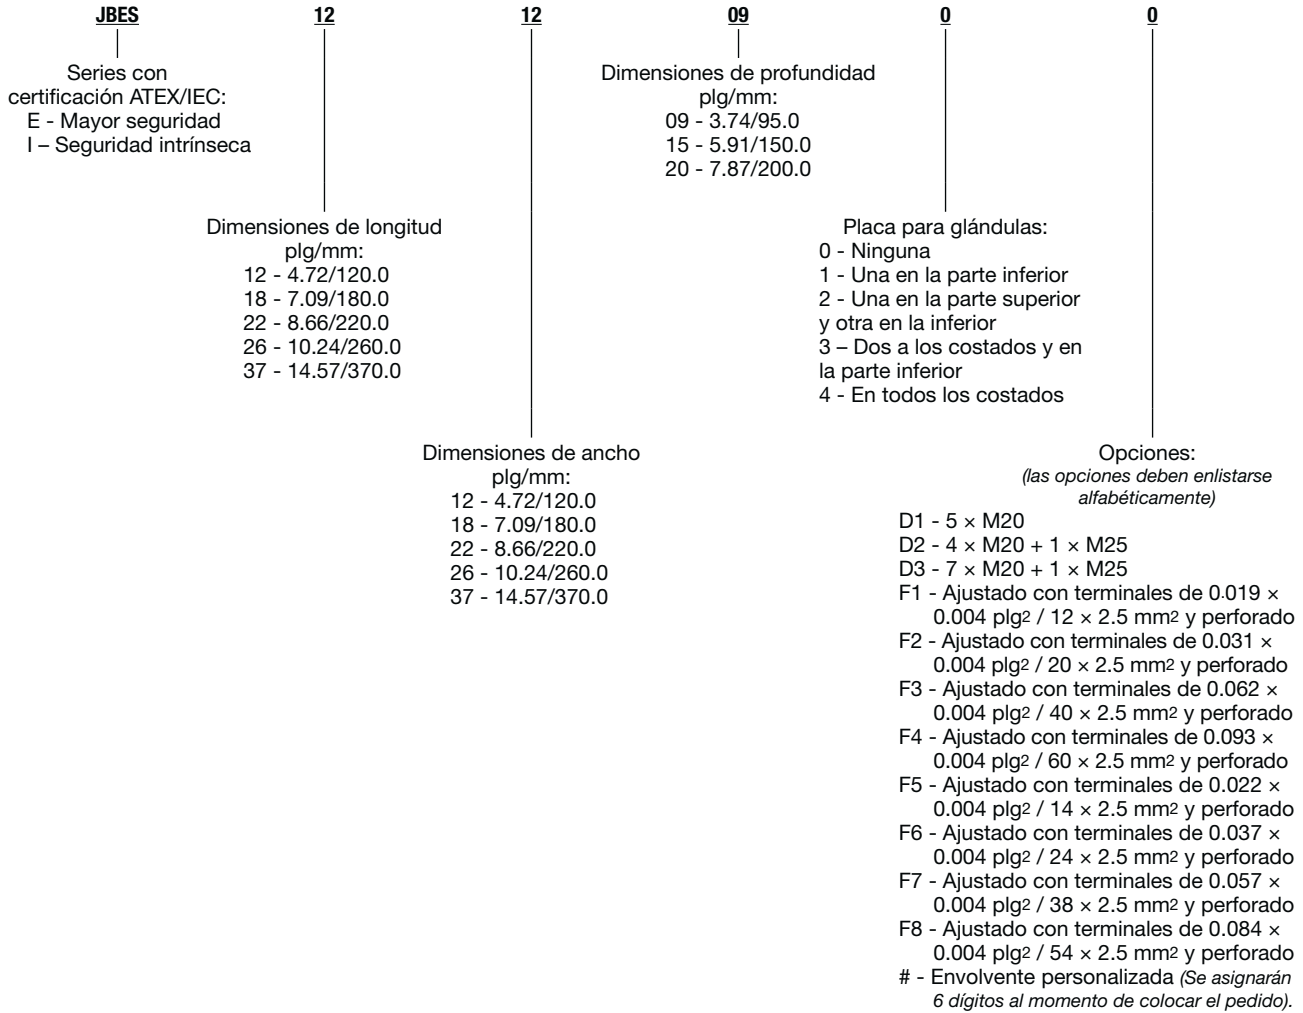 JBES 12 12 09 0 0
Series con
certificación ATEX/IEC:
E - Mayor seguridad
I – Seguridad intrínseca
Dimensiones de longitud
plg/mm:
12 - 4.72/120.0
18 - 7.09/180.0
22 - 8.66/220.0
26 - 10.24/260.0
37 - 14.57/370.0
Dimensiones de ancho
plg/mm:
12 - 4.72/120.0
18 - 7.09/180.0
22 - 8.66/220.0
26 - 10.24/260.0
37 - 14.57/370.0
Dimensiones de profundidad
plg/mm:
09 - 3.74/95.0
15 - 5.91/150.0
20 - 7.87/200.0
Placa para glándulas:
0 - Ninguna
1 - Una en la parte inferior
2 - Una en la parte superior
y otra en la inferior
3 – Dos a los costados y en
la parte inferior
4 - En todos los costados
Opciones:
(las opciones deben enlistarse
alfabéticamente)
D1 - 5 × M20
D2 - 4 × M20 + 1 × M25
D3 - 7 × M20 + 1 × M25
F1 - Ajustado con terminales de 0.019 ×
0.004 plg2 / 12 × 2.5 mm2 y perforado
F2 - Ajustado con terminales de 0.031 ×
0.004 plg2 / 20 × 2.5 mm2 y perforado
F3 - Ajustado con terminales de 0.062 ×
0.004 plg2 / 40 × 2.5 mm2 y perforado
F4 - Ajustado con terminales de 0.093 ×
0.004 plg2 / 60 × 2.5 mm2 y perforado
F5 - Ajustado con terminales de 0.022 ×
0.004 plg2 / 14 × 2.5 mm2 y perforado
F6 - Ajustado con terminales de 0.037 ×
0.004 plg2 / 24 × 2.5 mm2 y perforado
F7 - Ajustado con terminales de 0.057 ×
0.004 plg2 / 38 × 2.5 mm2 y perforado
F8 - Ajustado con terminales de 0.084 ×
0.004 plg2 / 54 × 2.5 mm2 y perforado
# - Envolvente personalizada (Se asignarán
6 dígitos al momento de colocar el pedido).